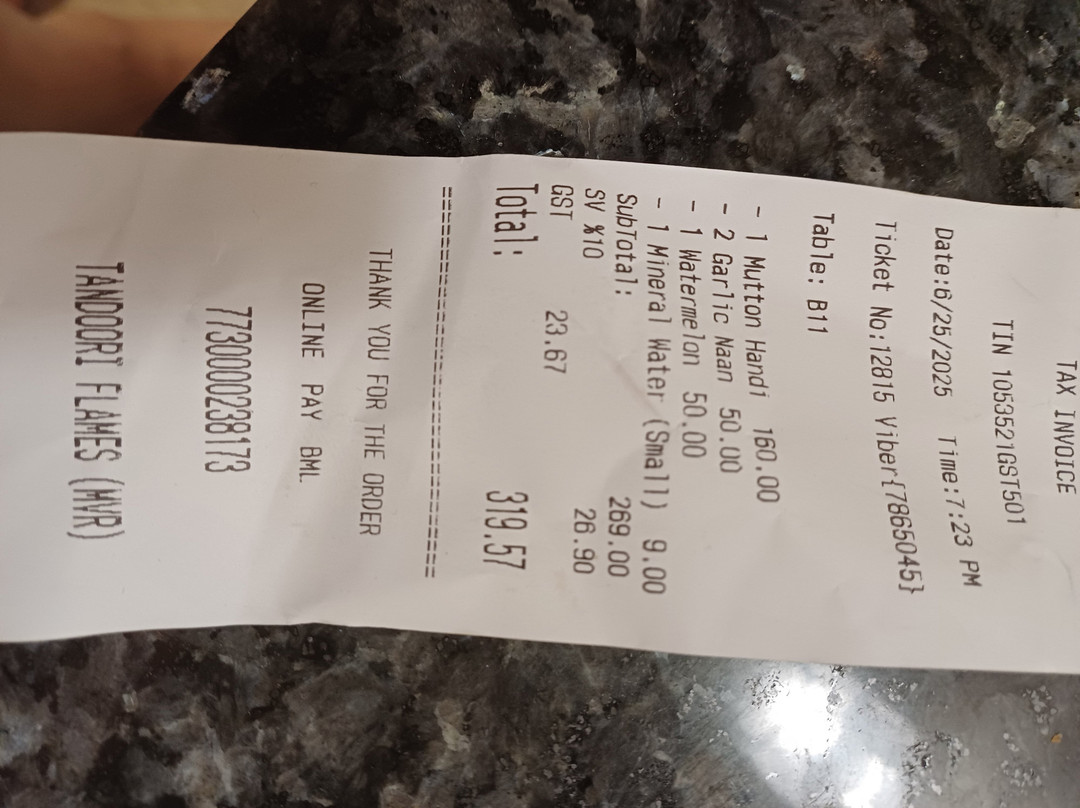 TAX INVOICE
TIN 1053521GST501
Date:6/25/2025 Time:7:23 PM
Ticket No:12815 Viber{7865045}
Table: B11
- 1 Mutton Handi 160.00
- 2 Garlic Naan 50.00
- 1 Watermelon 50.00
- 1 Mineral Water (Small) 9.00
SubTotal: 269.00
SV %10 26.90
GST 23.67
Total: 319.57
==========================================
THANK YOU FOR THE ORDER
ONLINE PAY BML
7730000238173
TANDOORI FLAMES (MVR)